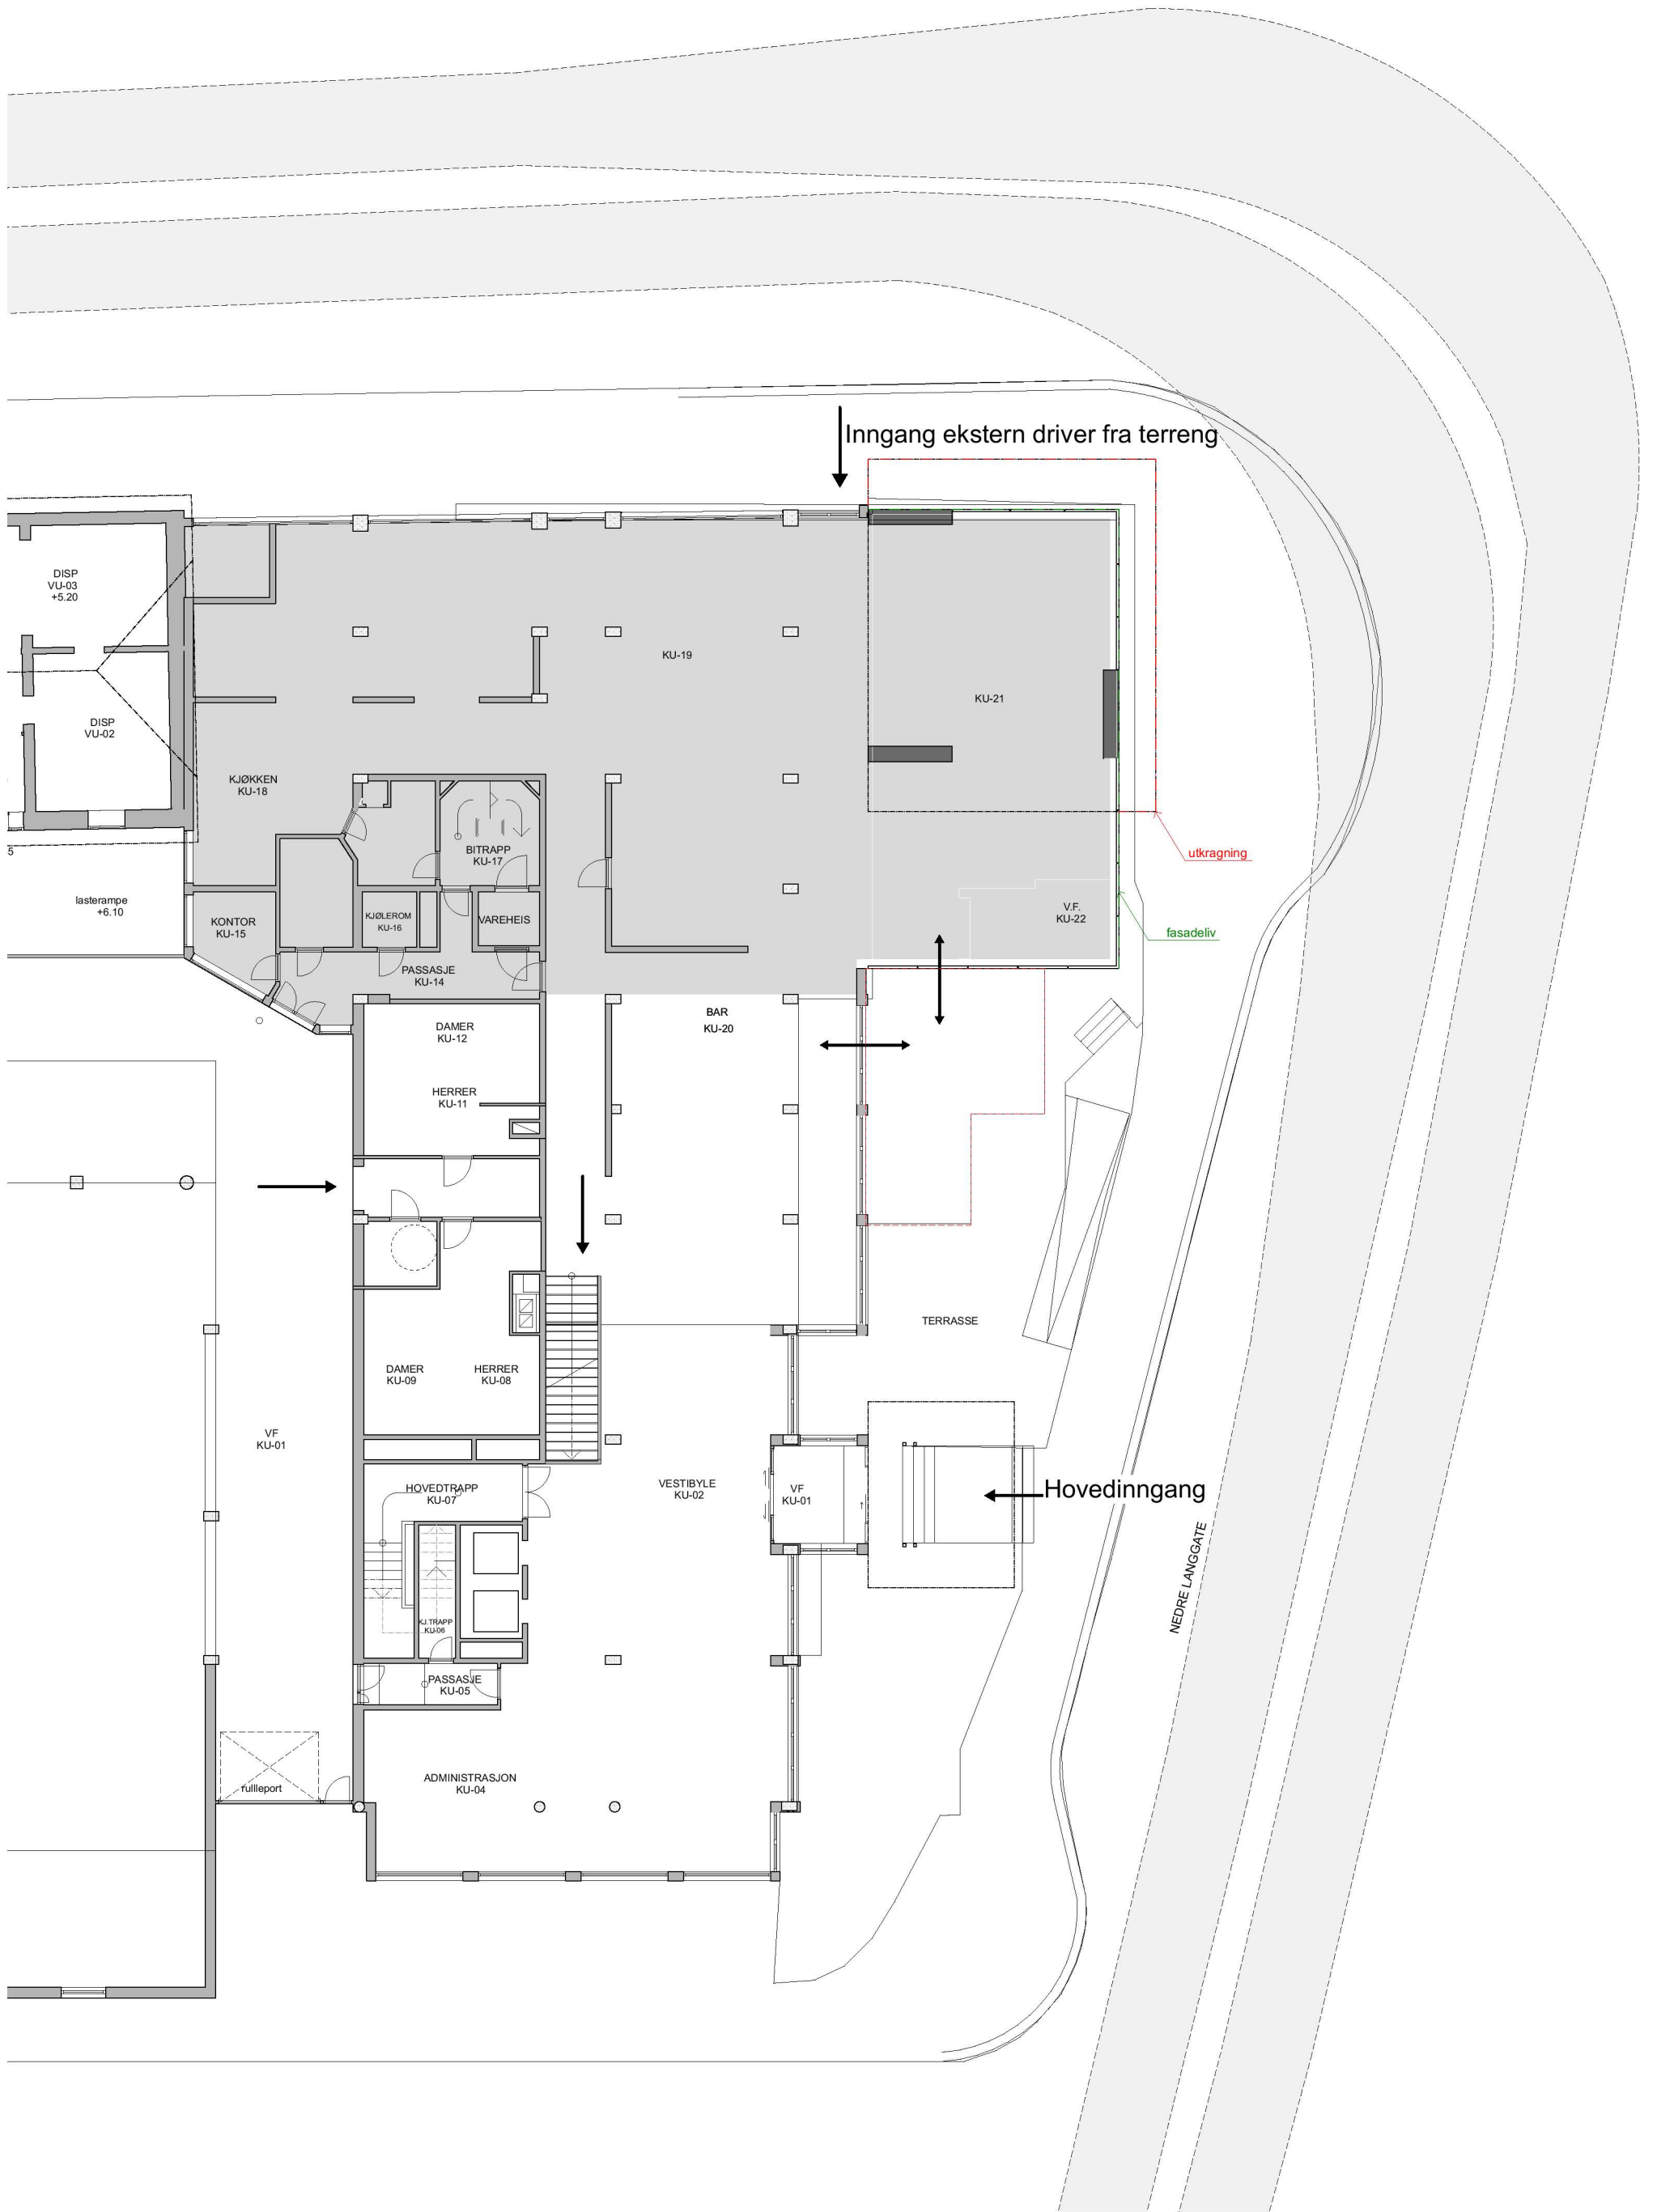 Inngang ekstern driver fra terreng
DISP
VU-03
+5.20
KU-19
KU-21
DISP
VU-02
KJØKKEN
KU-18
BITRAPP
KU-17
utkragning
5
lasterampe
+6.10
KONTOR
KU-15
KJØLEROM
KU-16
VAREHEIS
V.F.
KU-22
fasadeliv
PASSASJE
KU-14
BAR
KU-20
DAMER
KU-12
HERRER
KU-11
TERRASSE
DAMER
KU-09
HERRER
KU-08
VF
KU-01
HOVEDTRAPP
KU-07
VESTIBYLE
KU-02
VF
KU-01
Hovedinngang
NEDRE LANGGATE
KJ.TRAPP
KU-06
PASSASJE
KU-05
ADMINISTRASJON
KU-04
rullleport